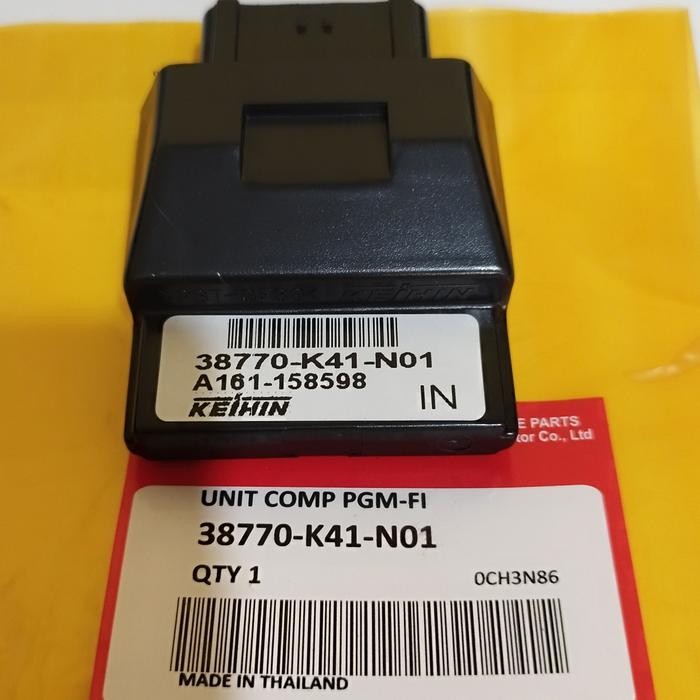 KEIHIN
38770-K41-N01
A161-158598
KEIHIN
IN
E PARTS
tor Co., Ltd
UNIT COMP PGM-FI
38770-K41-N01
QTY 1
0CH3N86
MADE IN THAILAND